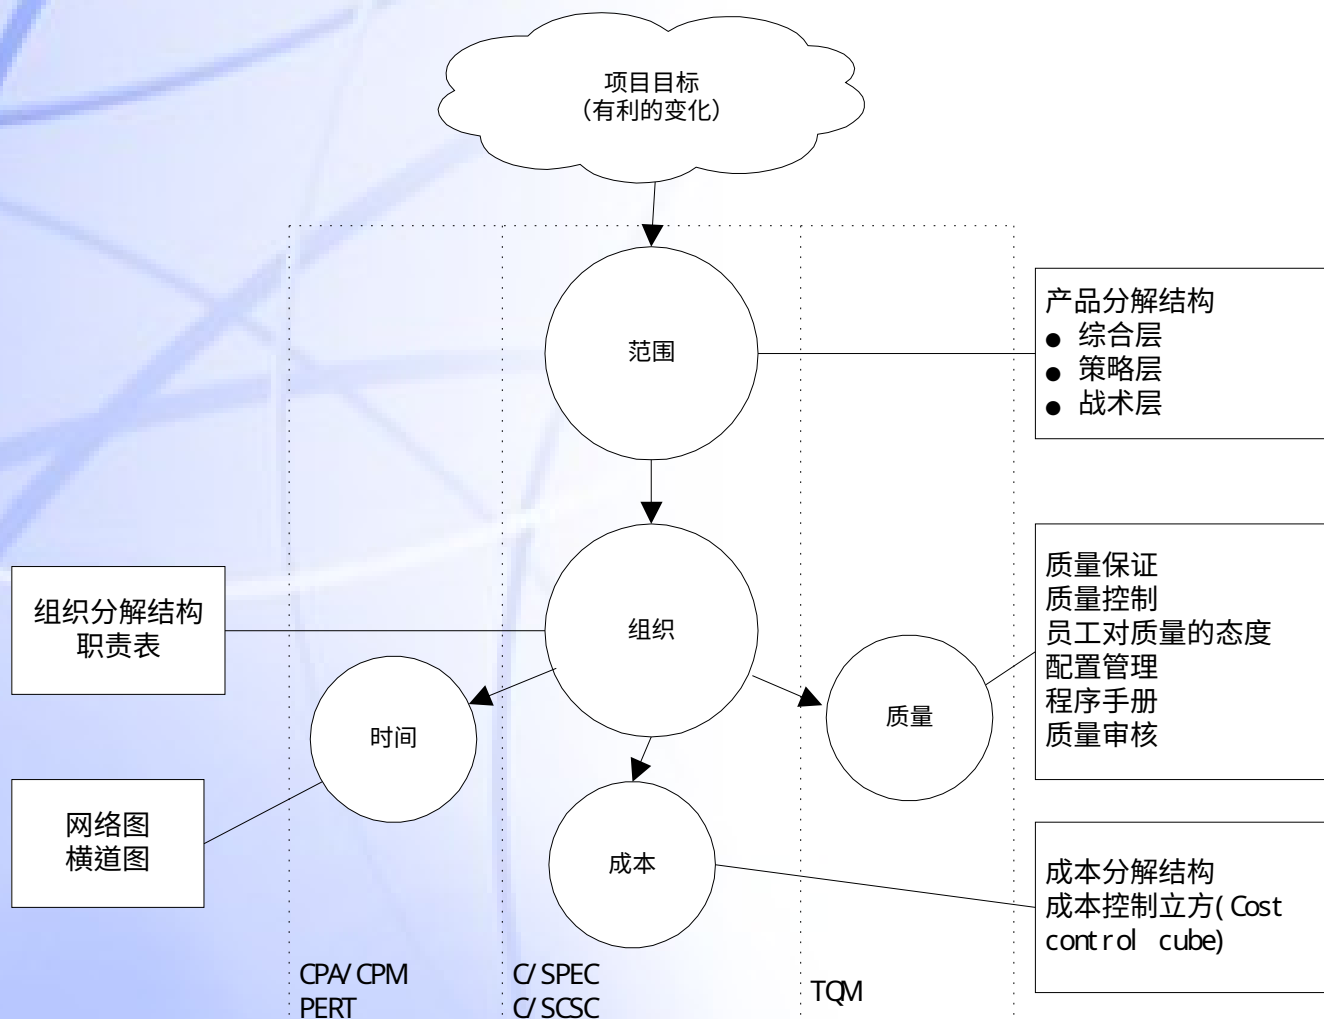 项目目标
（有利的变化）
范围
产品分解结构
● 综合层
● 策略层
● 战术层
组织
组织分解结构
职责表
质量保证
质量控制
员工对质量的态度
配置管理
程序手册
质量审核
时间
质量
网络图
横道图
成本
成本分解结构
成本控制立方(Cost
control cube)
CPA/CPM
PERT
C/SPEC
C/SCSC
TQM